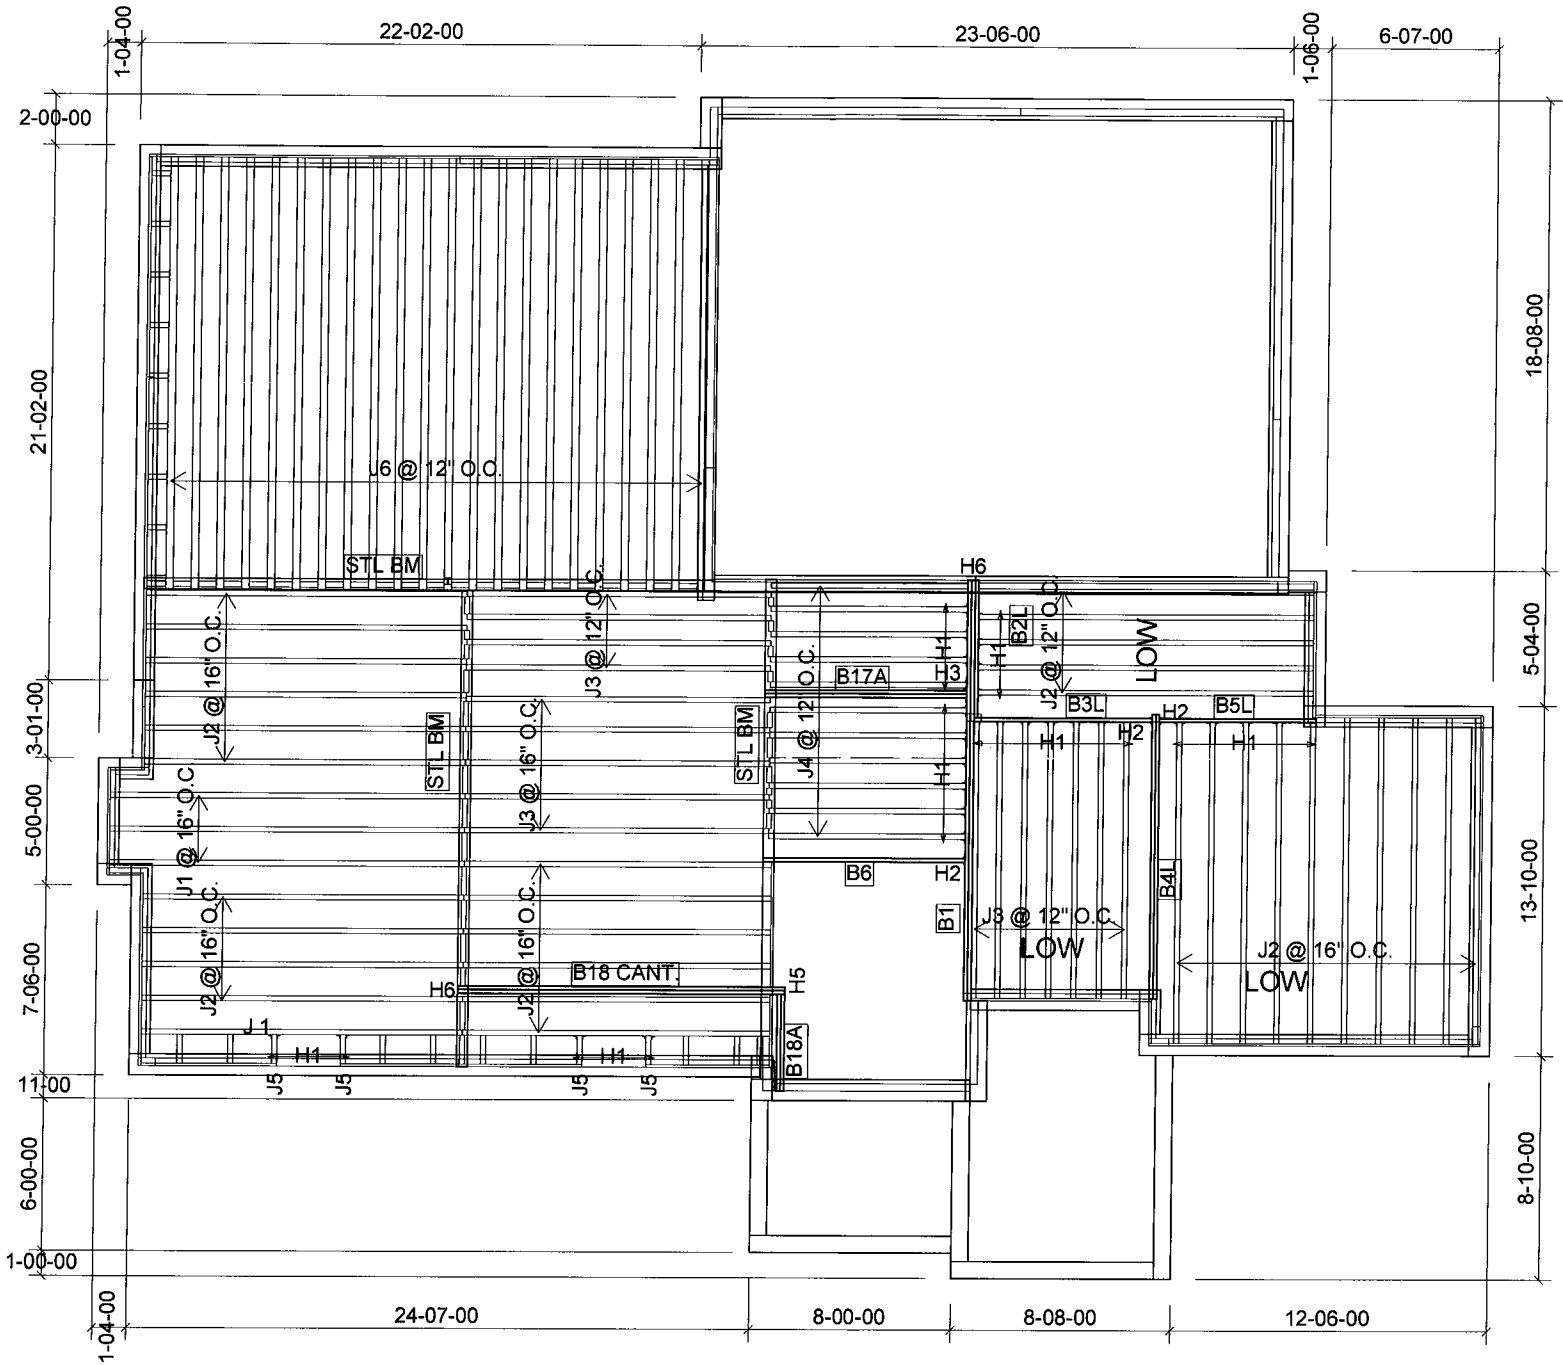 1-04-00
22-02-00
23-06-00
1-06-00
6-07-00
2-00-00
18-08-00
21-02-00
J6 @ 12" O.C.
STL BM
H6
J2 @ 16" O.C.
J3 @ 12" O.C.
H1
H3
H1
B2L
J2 @ 12" O.C.
LOW
5-04-00
B17A
3-01-00
STL BM
J3 @ 16" O.C.
STL BM
J4 @ 12" O.C.
H1
B3L
H2
B5L
H2
H1
H1
5-00-00
J1 @ 16" O.C.
B6
H2
B4L
13-10-00
J2 @ 16" O.C.
J2 @ 16" O.C.
B1
J3 @ 12" O.C.
LOW
J2 @ 16" O.C.
LOW
7-06-00
B18 CANT.
H6
H5
J 1
H1
H1
B18A
J5
J5
J5
J5
11-00
6-00-00
8-10-00
1-00-00
1-04-00
24-07-00
8-00-00
8-08-00
12-06-00